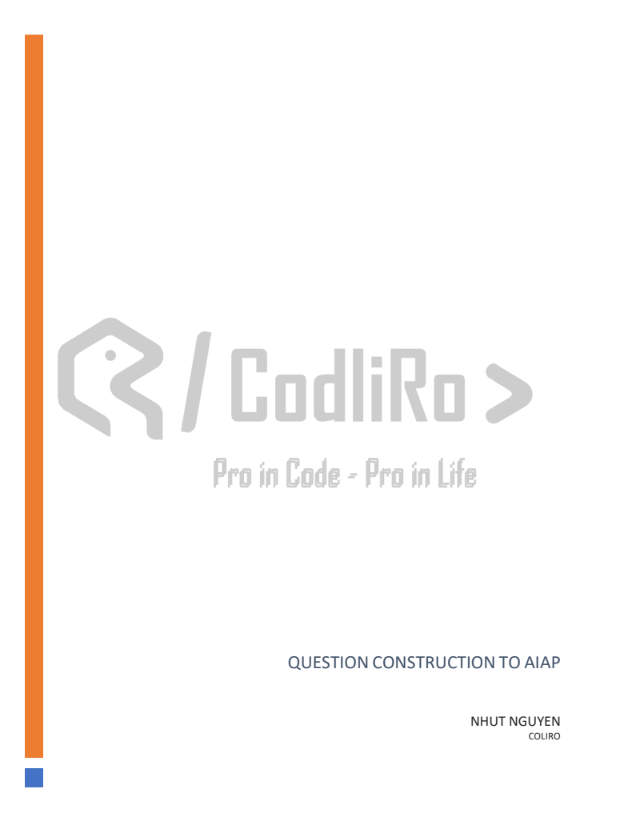 / CodliRo >
Pro in Code - Pro in Life
QUESTION CONSTRUCTION TO AIAP
NHUT NGUYEN
COLIRO